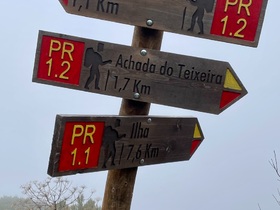 1,1 Km
PR
1.2
PR
1.2
Achada do Teixeira
1,7 Km
PR
1.1
Ilha
7,6 Km